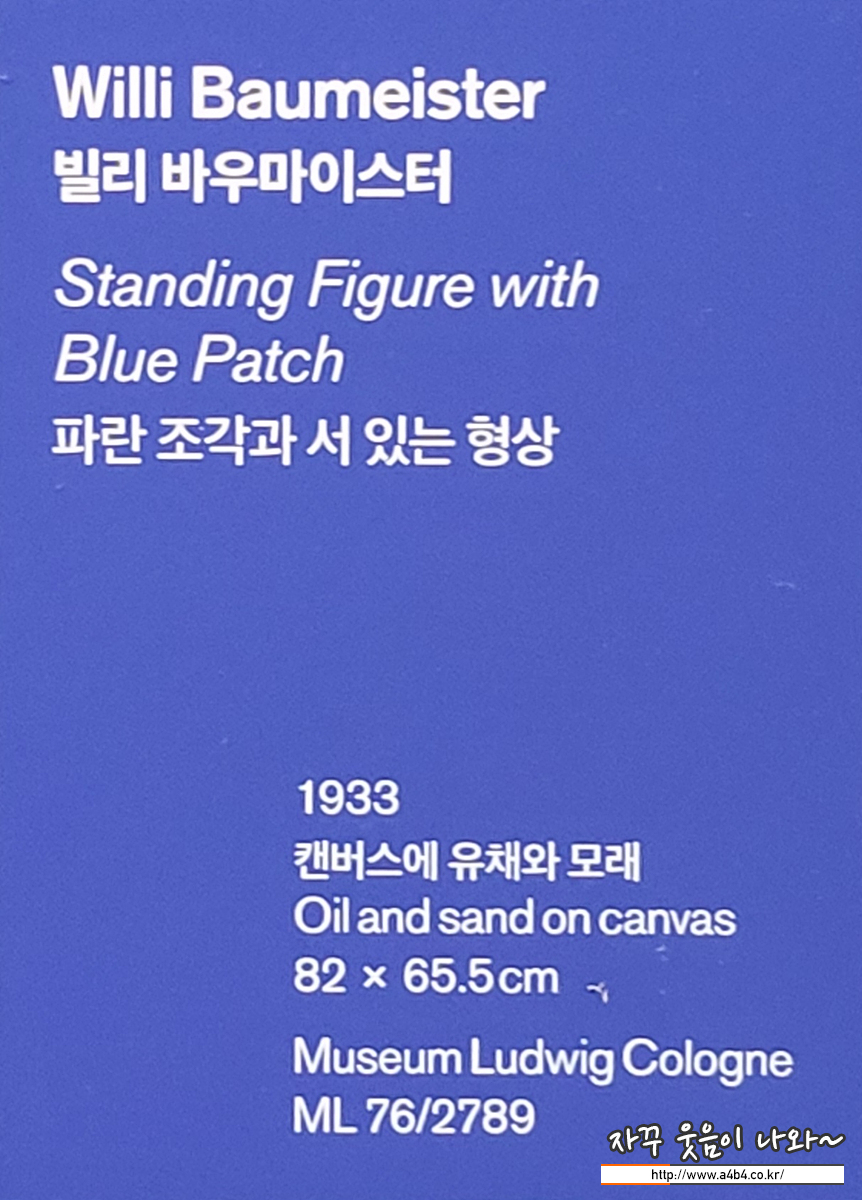 Willi Baumeister
빌리 바우마이스터
Standing Figure with
Blue Patch
파란 조각과 서 있는 형상
1933
캔버스에 유채와 모래
Oil and sand on canvas
82 × 65.5 cm
Museum Ludwig Cologne
ML 76/2789
자꾸 웃음이 나와~
http://www.a4b4.co.kr/